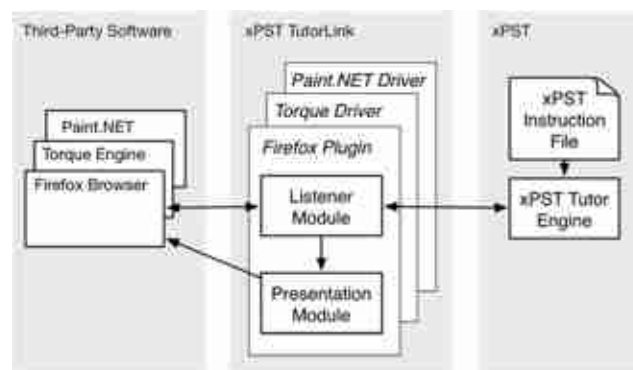 Third-Party Software
Paint.NET
Torque Engine
Firefox Browser
xPST TutorLink
Paint.NET Driver
Torque Driver
Firefox Plugin
Listener
Module
Presentation
Module
xPST
xPST
Instruction
File
xPST Tutor
Engine